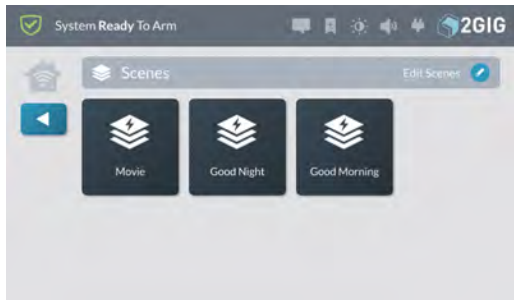 System Ready To Arm
2GIG
Scenes
Edit Scenes
Movie
Good Night
Good Morning